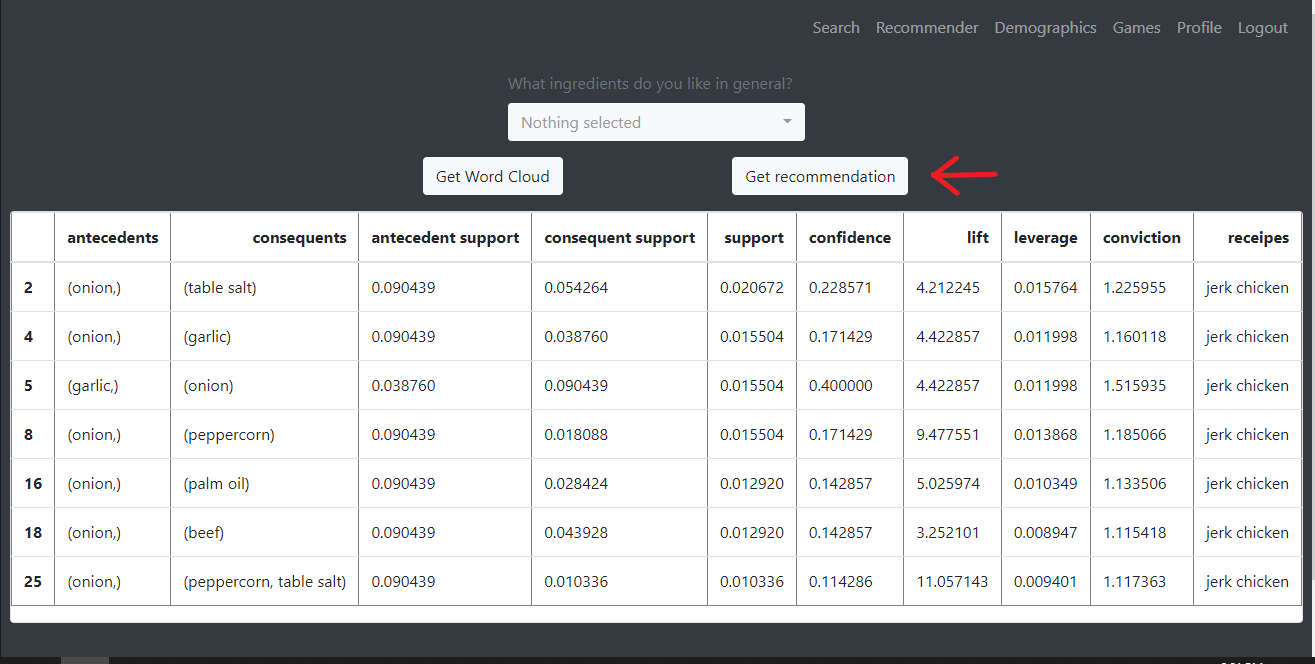 Search Recommender Demographics Games Profile Logout
What ingredients do you like in general?
Nothing selected
Get Word Cloud Get recommendation
antecedents consequents antecedent support consequent support support confidence lift leverage conviction receipes
2 (onion,) (table salt) 0.090439 0.054264 0.020672 0.228571 4.212245 0.015764 1.225955 jerk chicken
4 (onion,) (garlic) 0.090439 0.038760 0.015504 0.171429 4.422857 0.011998 1.160118 jerk chicken
5 (garlic,) (onion) 0.038760 0.090439 0.015504 0.400000 4.422857 0.011998 1.515935 jerk chicken
8 (onion,) (peppercorn) 0.090439 0.018088 0.015504 0.171429 9.477551 0.013868 1.185066 jerk chicken
16 (onion,) (palm oil) 0.090439 0.028424 0.012920 0.142857 5.025974 0.010349 1.133506 jerk chicken
18 (onion,) (beef) 0.090439 0.043928 0.012920 0.142857 3.252101 0.008947 1.115418 jerk chicken
25 (onion,) (peppercorn, table salt) 0.090439 0.010336 0.010336 0.114286 11.057143 0.009401 1.117363 jerk chicken